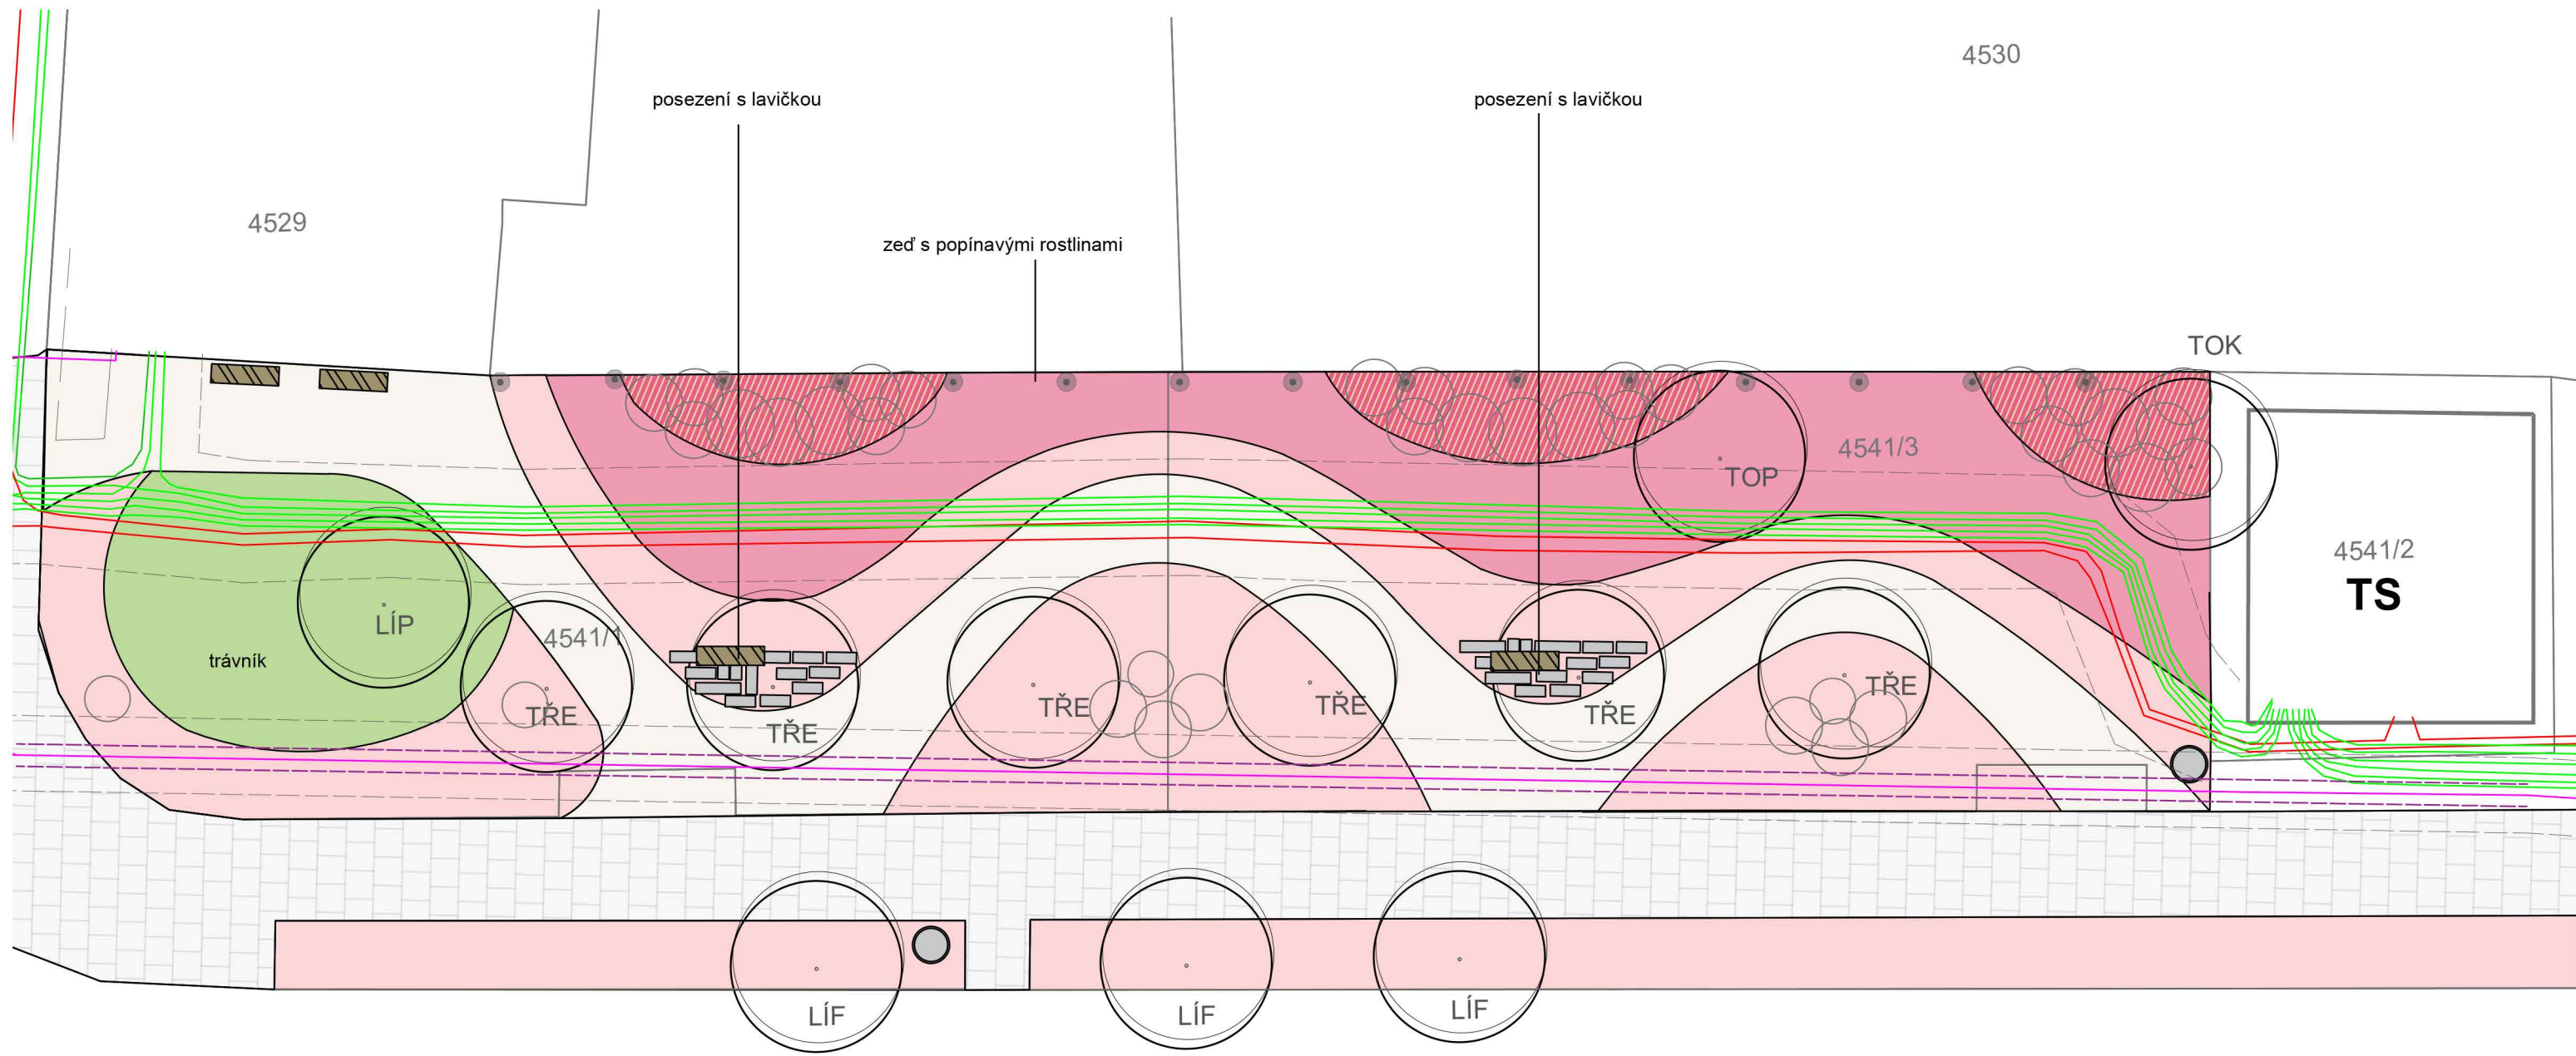 4530
posezení s lavičkou
posezení s lavičkou
4529
zeď s popínavými rostlinami
TOK
4541/3
TOP
4541/2
TS
LÍP
4541/1
trávník
TŘE
TŘE
TŘE
TŘE
TŘE
TŘE
LÍF
LÍF
LÍF